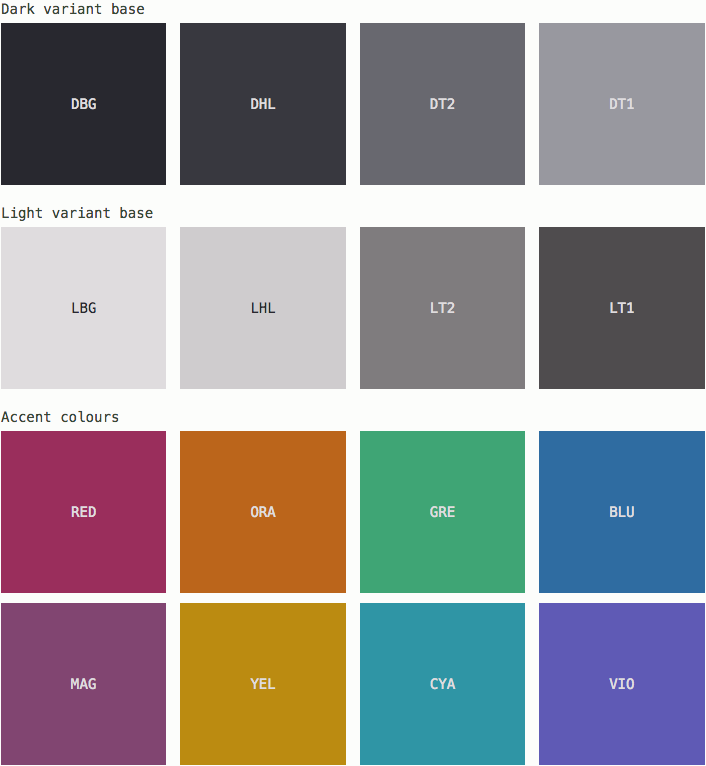 Dark variant base
DBG DHL DT2 DT1
Light variant base
LBG LHL LT2 LT1
Accent colours
RED ORA GRE BLU
MAG YEL CYA VIO